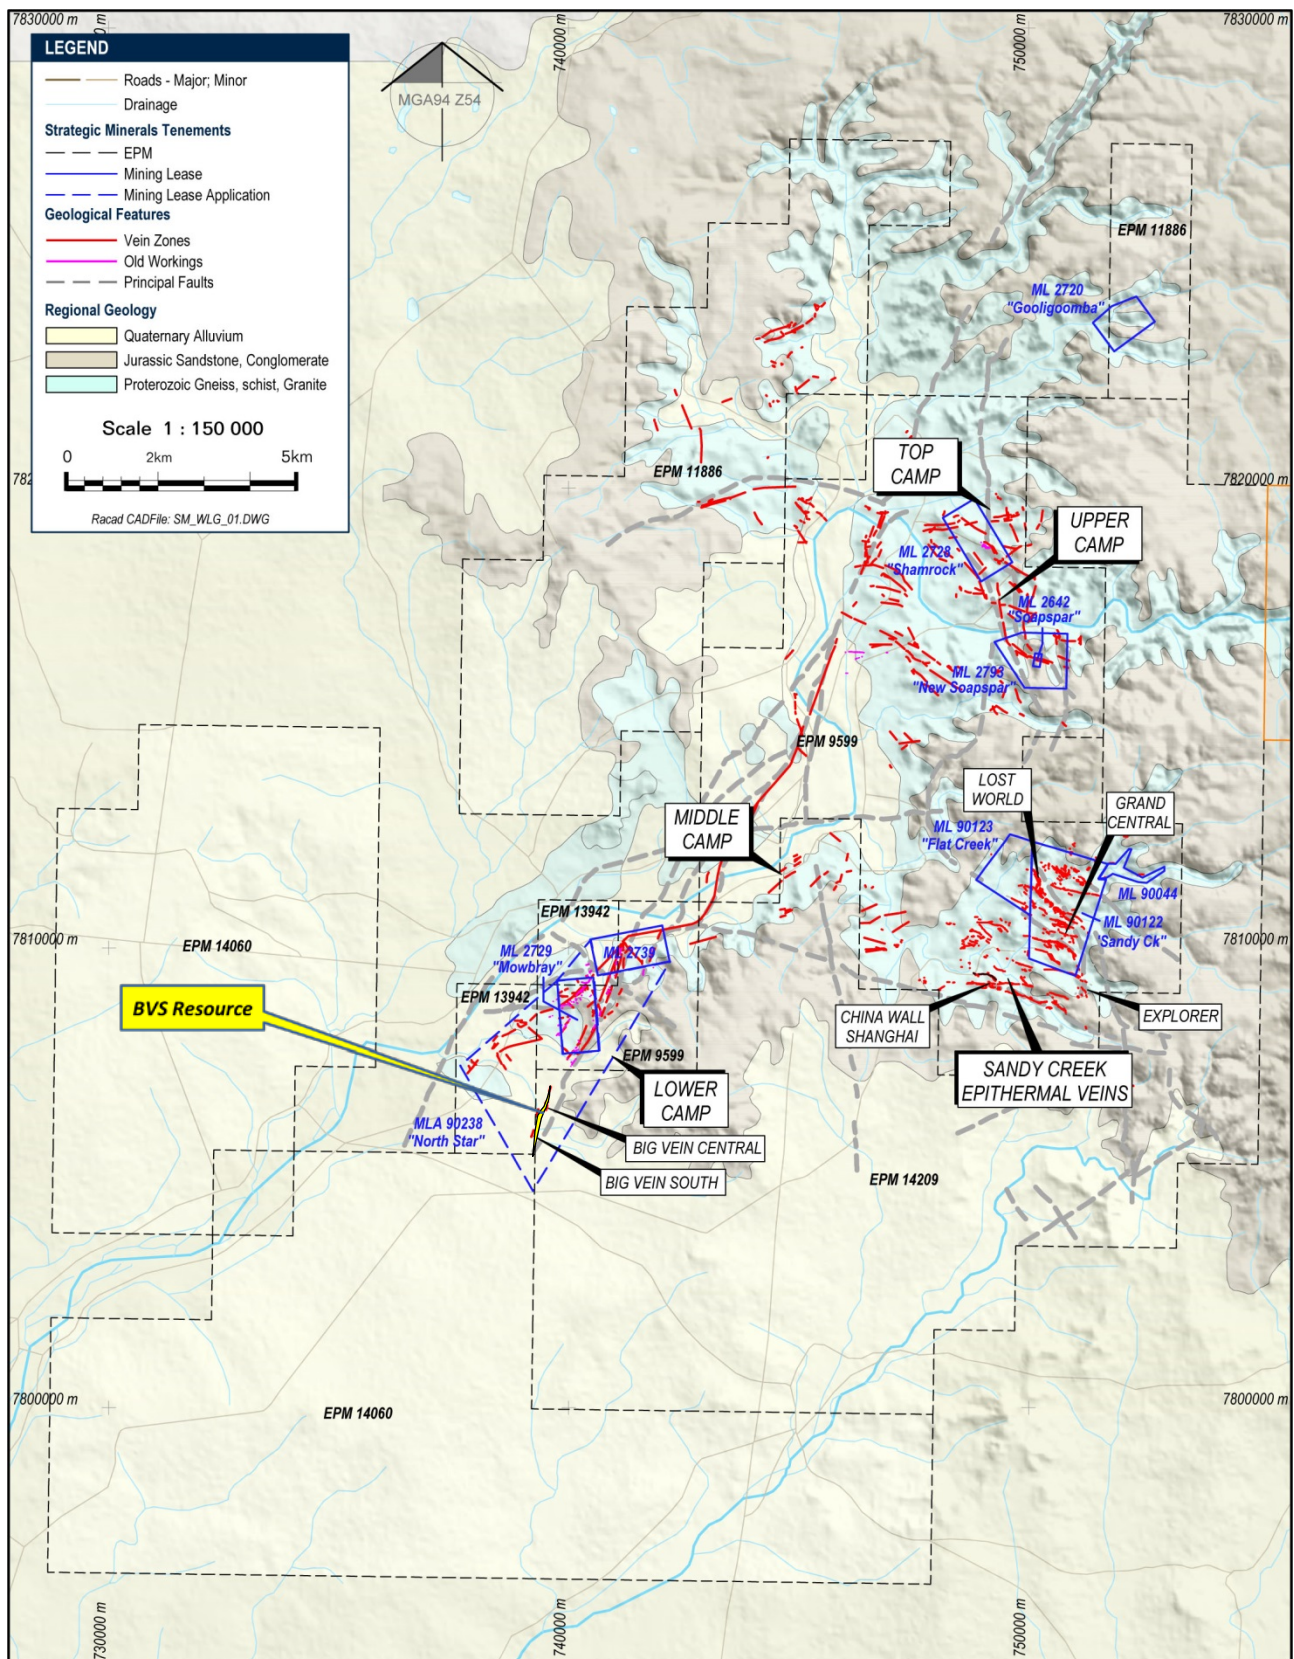 7830000 m
740000 m
750000 m
7830000 m
LEGEND
Roads - Major; Minor
Drainage
Strategic Minerals Tenements
EPM
Mining Lease
Mining Lease Application
Geological Features
Vein Zones
Old Workings
Principal Faults
Regional Geology
Quaternary Alluvium
Jurassic Sandstone, Conglomerate
Proterozoic Gneiss, schist, Granite
Scale 1 : 150 000
0
2km
5km
Racad CADFile: SM_WLG_01.DWG
MGA94 Z54
EPM 11886
ML 2720
"Gooligoomba"
EPM 11886
TOP
CAMP
7820000 m
UPPER
CAMP
ML 2728
"Shamrock"
ML 2642
"Soapspar"
ML 2793
"New Soapspar"
EPM 9599
LOST
WORLD
GRAND
CENTRAL
MIDDLE
CAMP
ML 90123
"Flat Creek"
ML 90044
EPM 13942
ML 90122
"Sandy Ck"
7810000 m
EPM 14060
ML 2729
"Mowbray"
ML 2739
7810000 m
EPM 13942
BVS Resource
CHINA WALL
SHANGHAI
EXPLORER
EPM 9599
LOWER
CAMP
SANDY CREEK
EPITHERMAL VEINS
MLA 90238
"North Star"
BIG VEIN CENTRAL
BIG VEIN SOUTH
EPM 14209
7800000 m
7800000 m
EPM 14060
730000 m
740000 m
750000 m